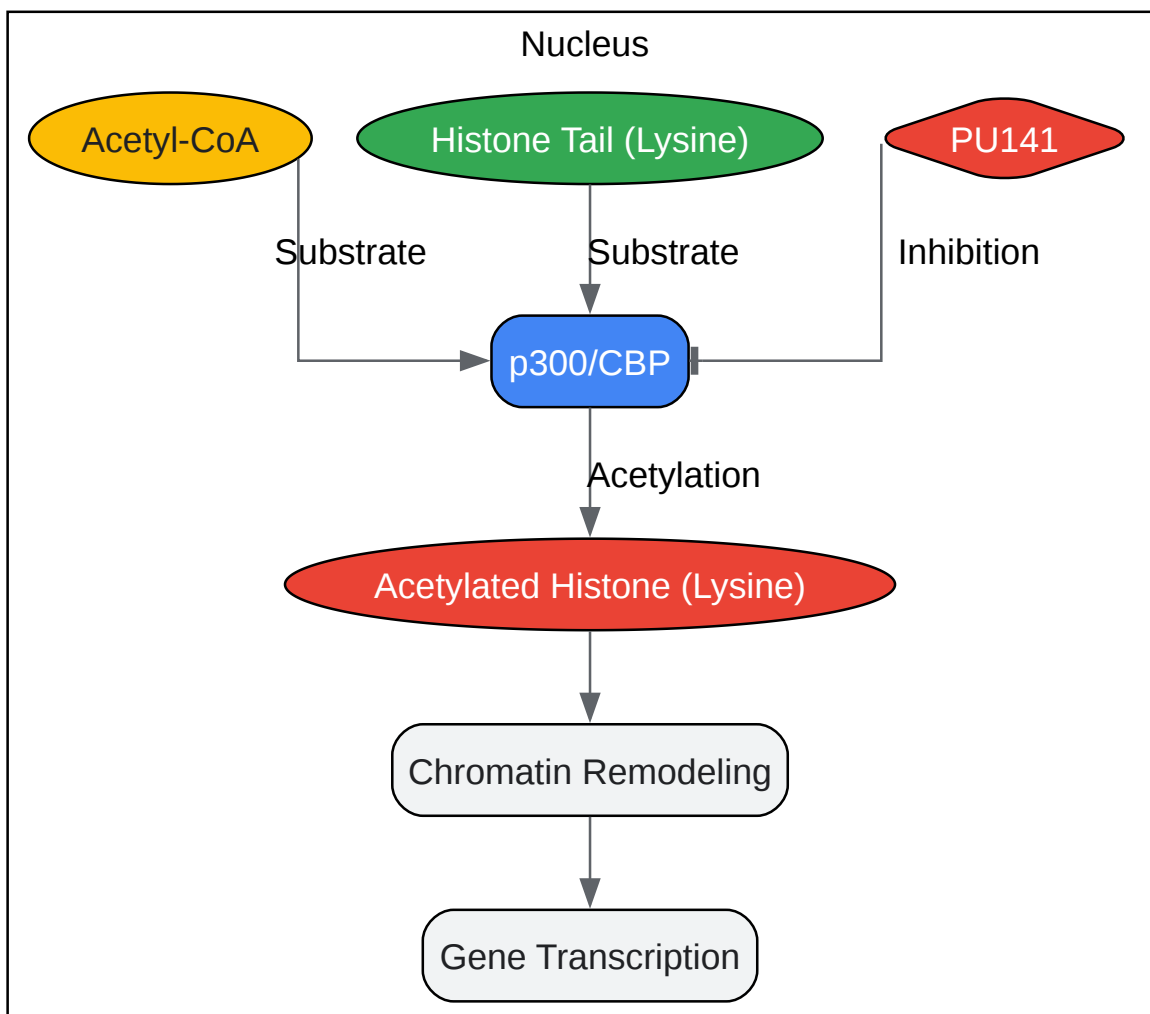 Nucleus
Acetyl-CoA
Histone Tail (Lysine)
PU141
Substrate
Substrate
Inhibition
p300/CBP
Acetylation
Acetylated Histone (Lysine)
Chromatin Remodeling
Gene Transcription